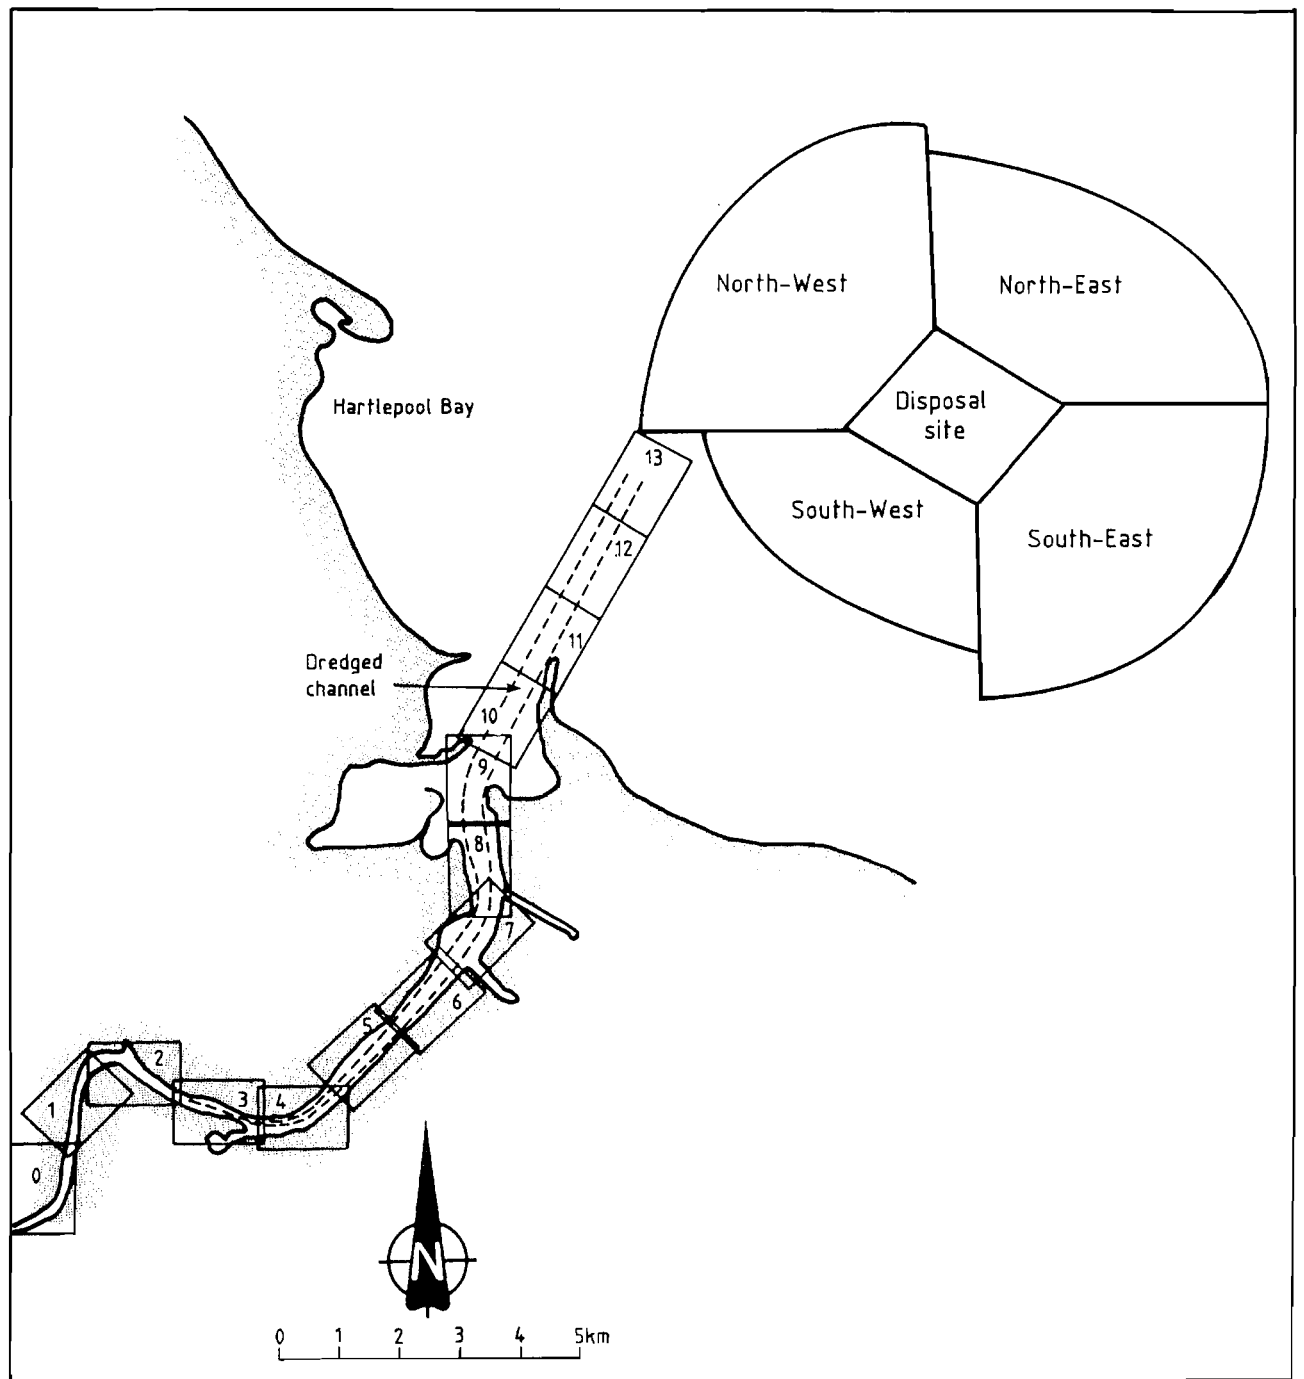 North-West
North-East
Hartlepool Bay
Disposal
site
13
South-West
South-East
12
11
Dredged
channel
10
9
8
7
6
5
2
3
4
1
0
N
0 1 2 3 4 5km